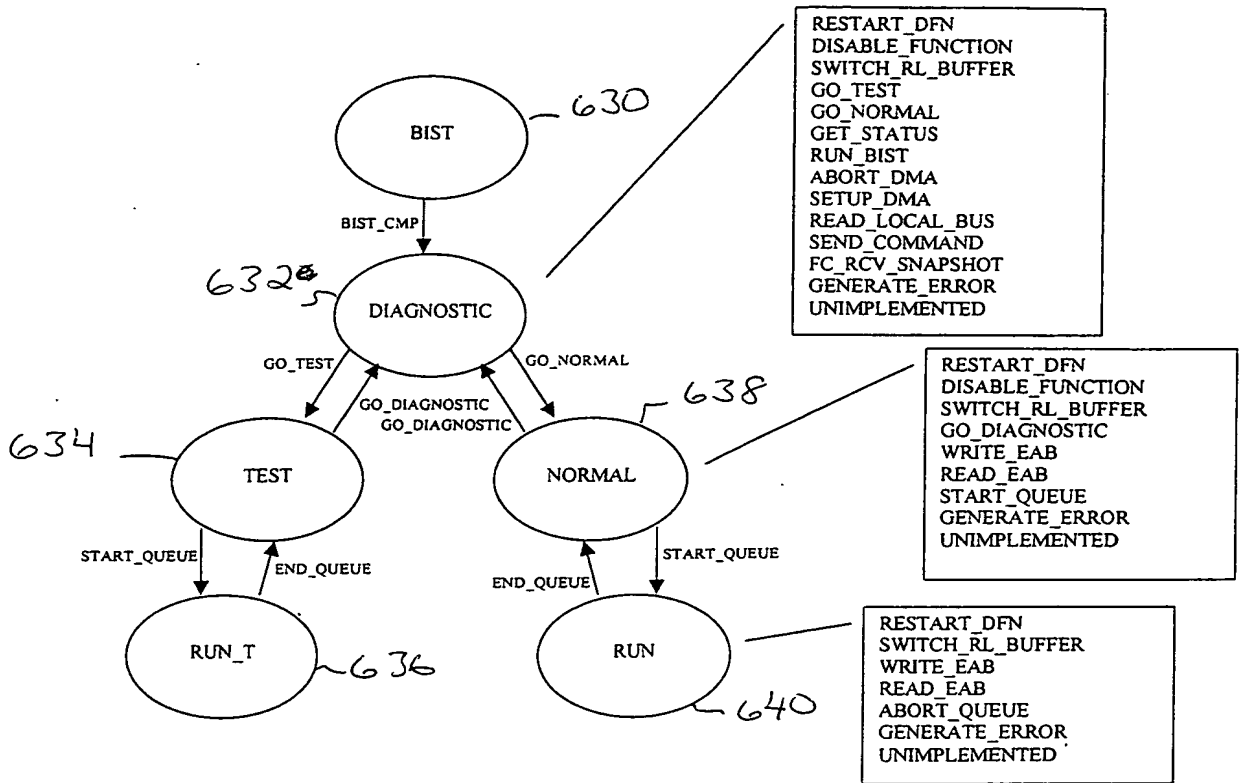 RESTART_DFN
DISABLE_FUNCTION
SWITCH_RL_BUFFER
GO_TEST
GO_NORMAL
GET_STATUS
RUN_BIST
ABORT_DMA
SETUP_DMA
READ_LOCAL_BUS
SEND_COMMAND
FC_RCV_SNAPSHOT
GENERATE_ERROR
UNIMPLEMENTED
630
BIST
BIST_CMP
632
DIAGNOSTIC
GO_TEST
GO_NORMAL
GO_DIAGNOSTIC
GO_DIAGNOSTIC
638
RESTART_DFN
DISABLE_FUNCTION
SWITCH_RL_BUFFER
GO_DIAGNOSTIC
WRITE_EAB
READ_EAB
START_QUEUE
GENERATE_ERROR
UNIMPLEMENTED
634
TEST
NORMAL
START_QUEUE
END_QUEUE
END_QUEUE
START_QUEUE
RUN_T
636
RUN
640
RESTART_DFN
SWITCH_RL_BUFFER
WRITE_EAB
READ_EAB
ABORT_QUEUE
GENERATE_ERROR
UNIMPLEMENTED